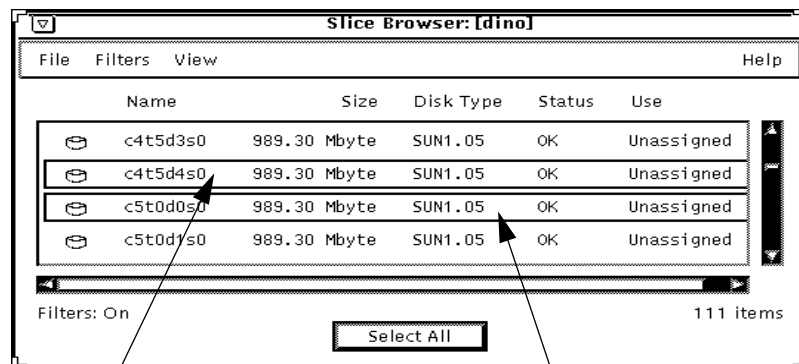 Slice Browser: [dino]
File Filters View Help
Name Size Disk Type Status Use
c4t5d3s0 989.30 Mbyte SUN1.05 OK Unassigned
c4t5d4s0 989.30 Mbyte SUN1.05 OK Unassigned
c5t0d0s0 989.30 Mbyte SUN1.05 OK Unassigned
c5t0d1s0 989.30 Mbyte SUN1.05 OK Unassigned
Filters: On 111 items
Select All